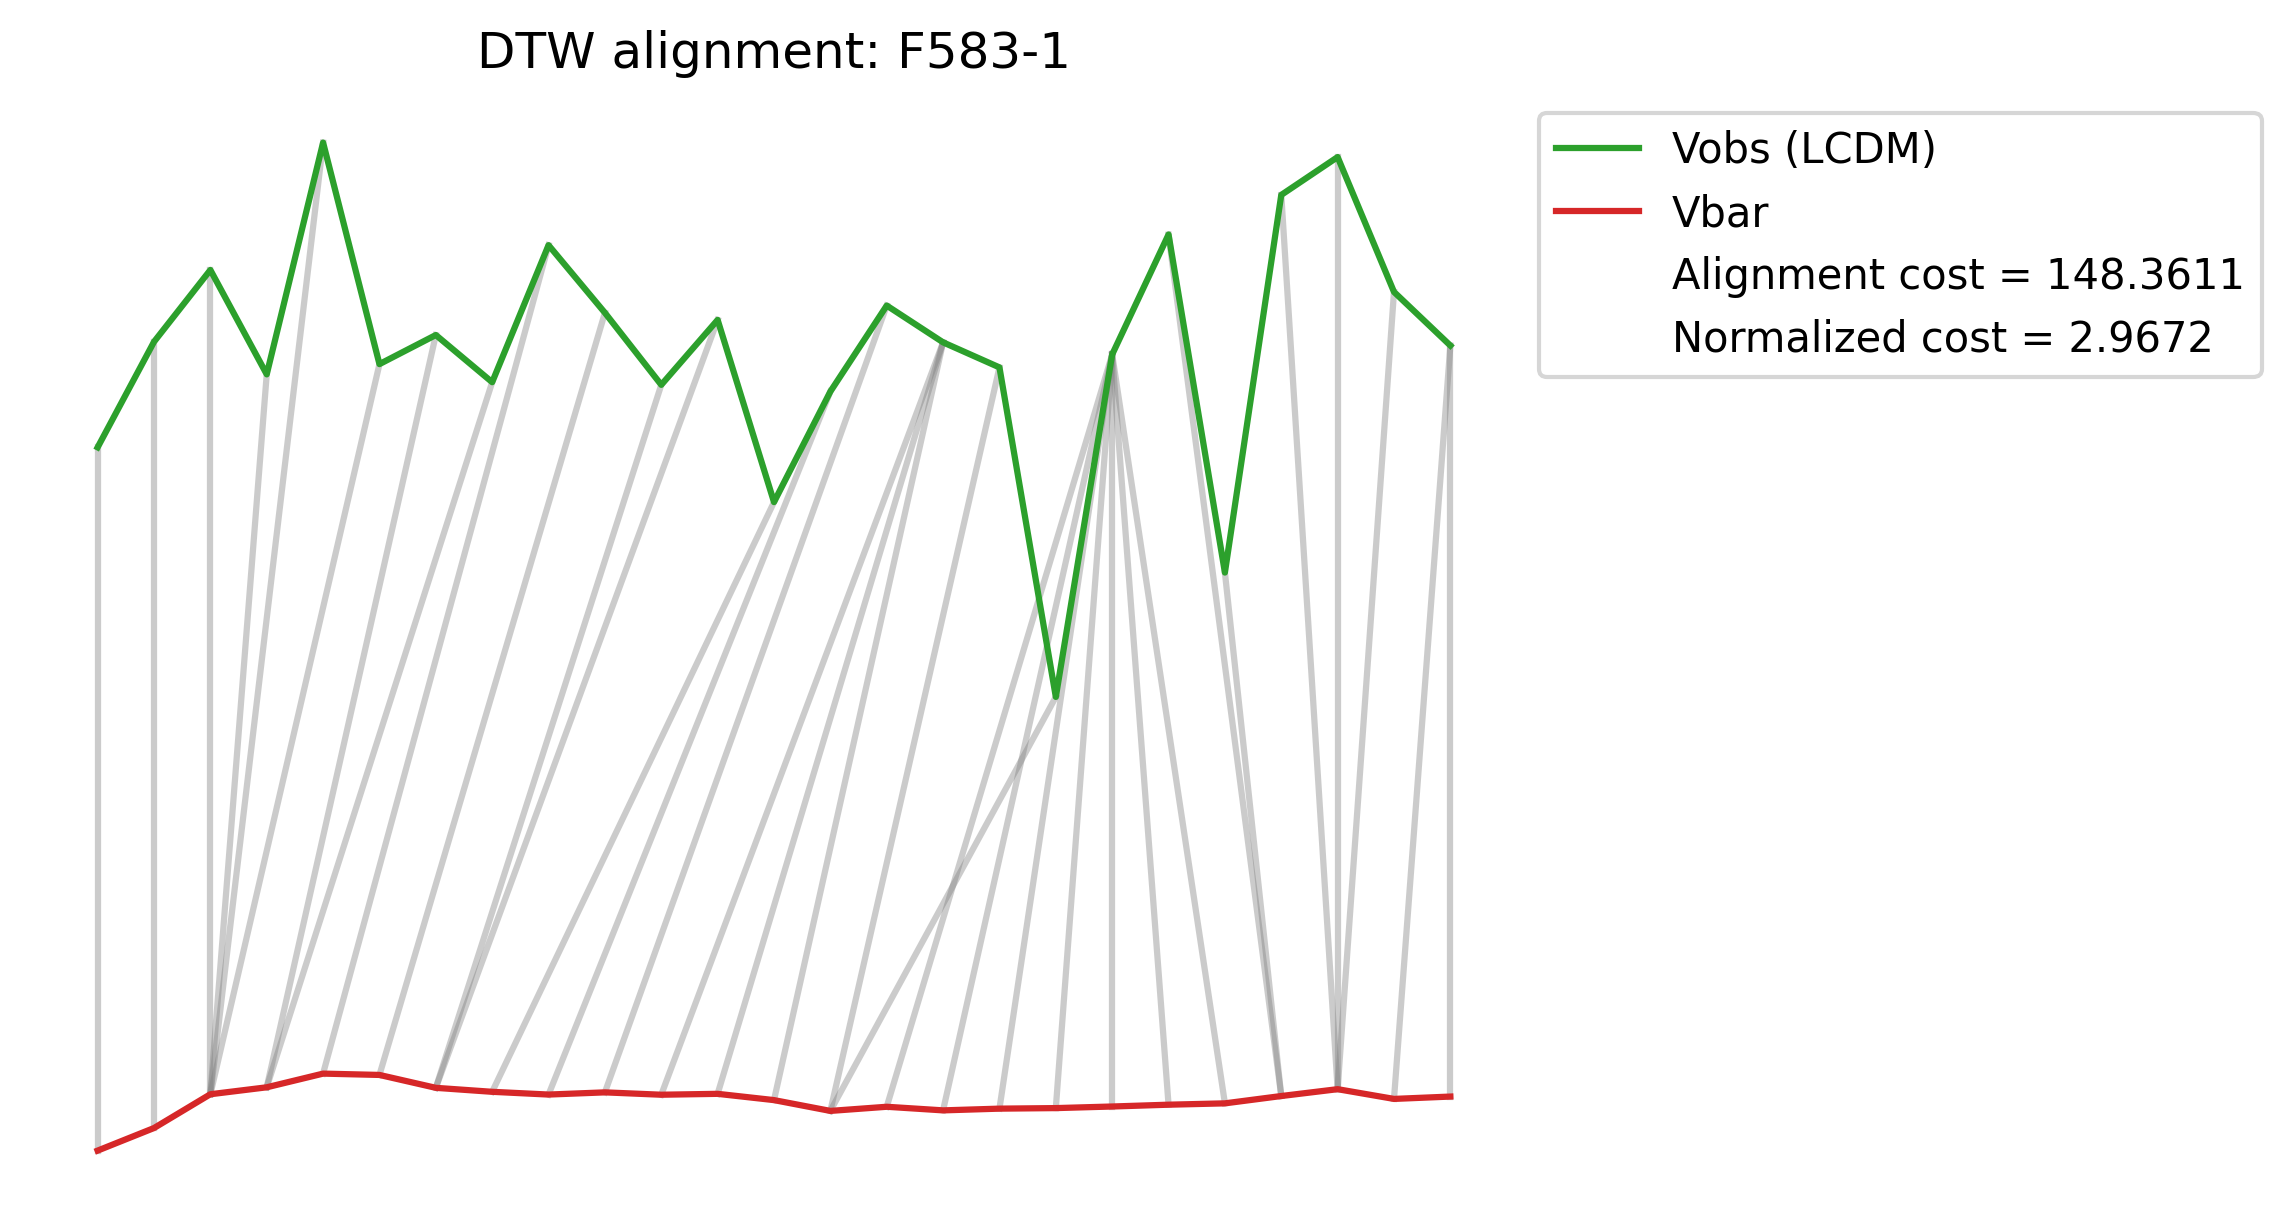 DTW alignment: F583-1
Vobs (LCDM)
Vbar
Alignment cost = 148.3611
Normalized cost = 2.9672